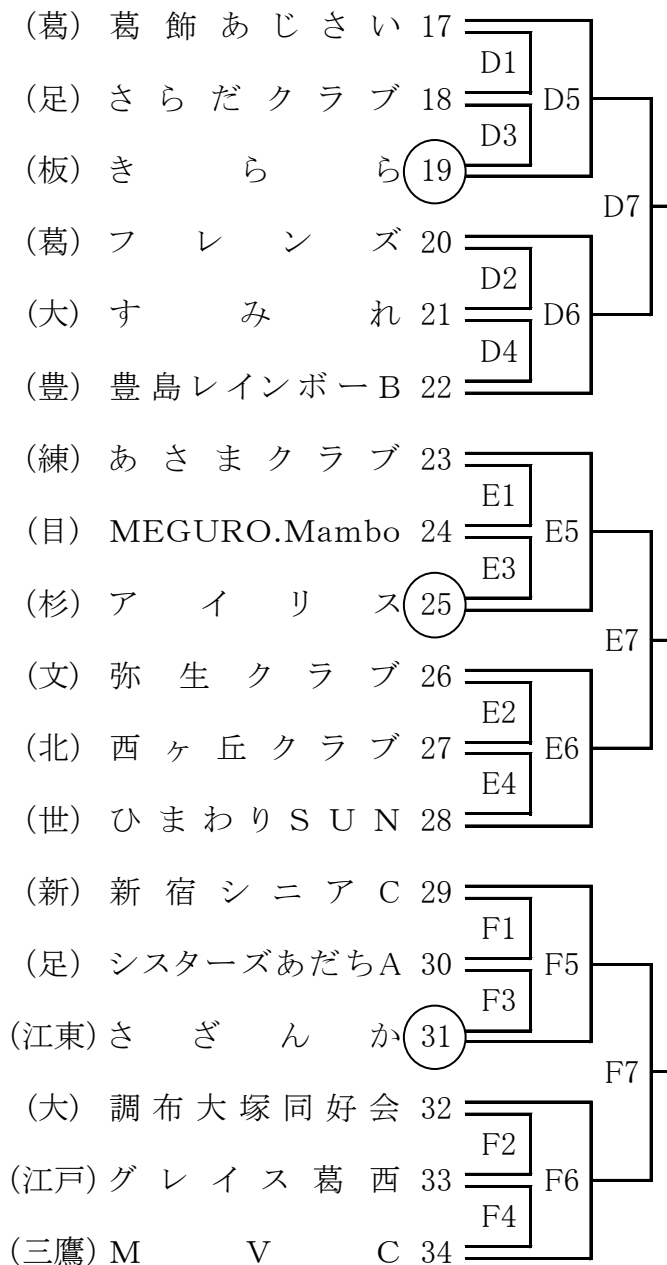 (葛) 葛飾あじさい 17
D1
(足) さらだクラブ 18 D5
D3
(板) きらら 19
D7
(葛) フレンズ 20
D2
(大) すみれ 21 D6
D4
(豊) 豊島レインボーB 22
(練) あさまクラブ 23
E1
(目) MEGURO.Mambo 24 E5
E3
(杉) アイリス 25
E7
(文) 弥生クラブ 26
E2
(北) 西ヶ丘クラブ 27 E6
E4
(世) ひまわりSUN 28
(新) 新宿シニアC 29
F1
(足) シスターズあだちA 30 F5
F3
(江東) さざんか 31
F7
(大) 調布大塚同好会 32
F2
(江戸) グレイス葛西 33 F6
F4
(三鷹) MVC 34